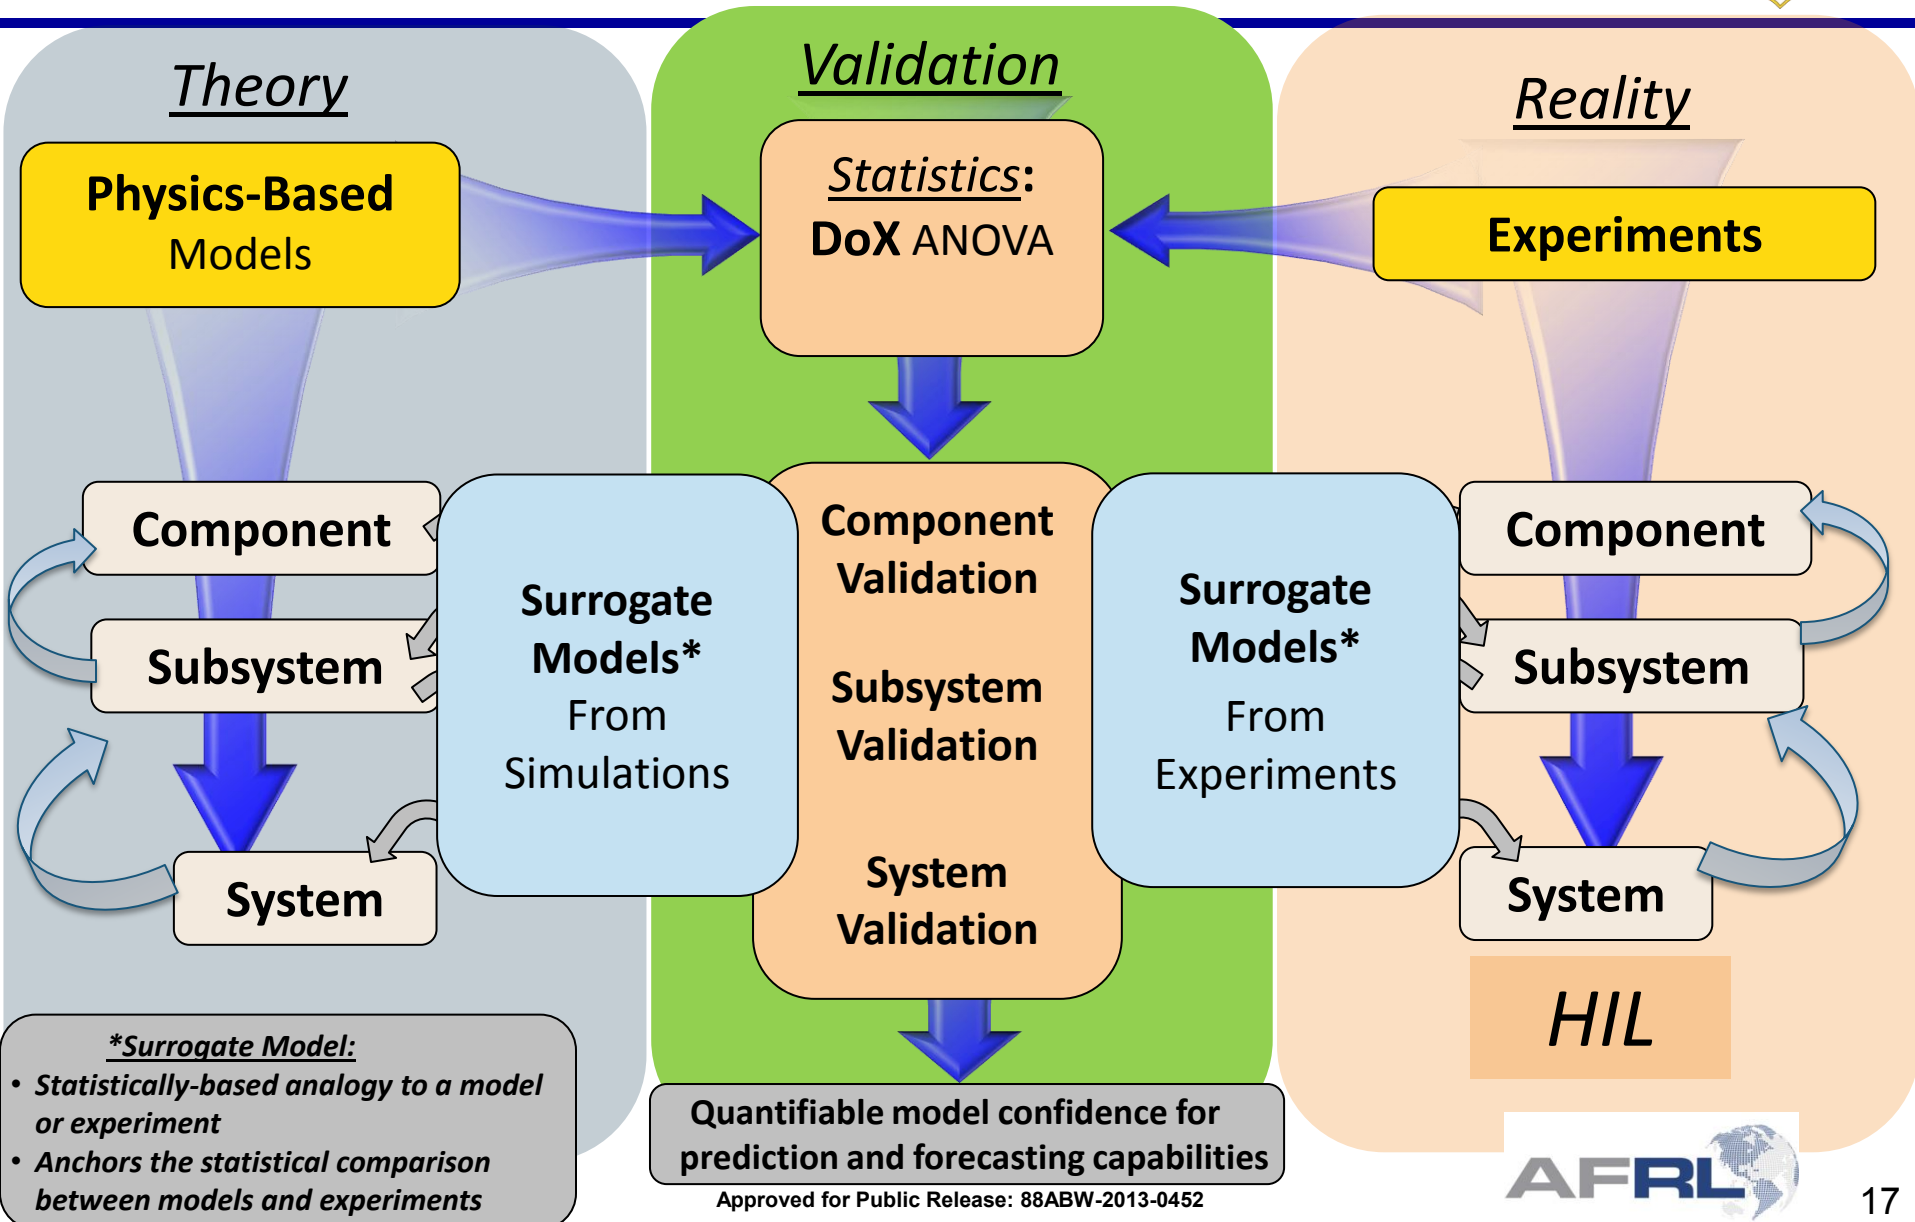 Theory
Physics-Based
Models
Component
Subsystem
System
*Surrogate Model:
• Statistically-based analogy to a model
or experiment
• Anchors the statistical comparison
between models and experiments
Surrogate
Models*
From
Simulations
Validation
Statistics:
DoX ANOVA
Component
Validation
Subsystem
Validation
System
Validation
Quantifiable model confidence for
prediction and forecasting capabilities
Approved for Public Release: 88ABW-2013-0452
Surrogate
Models*
From
Experiments
Reality
Experiments
Component
Subsystem
System
HIL
AFRL
17